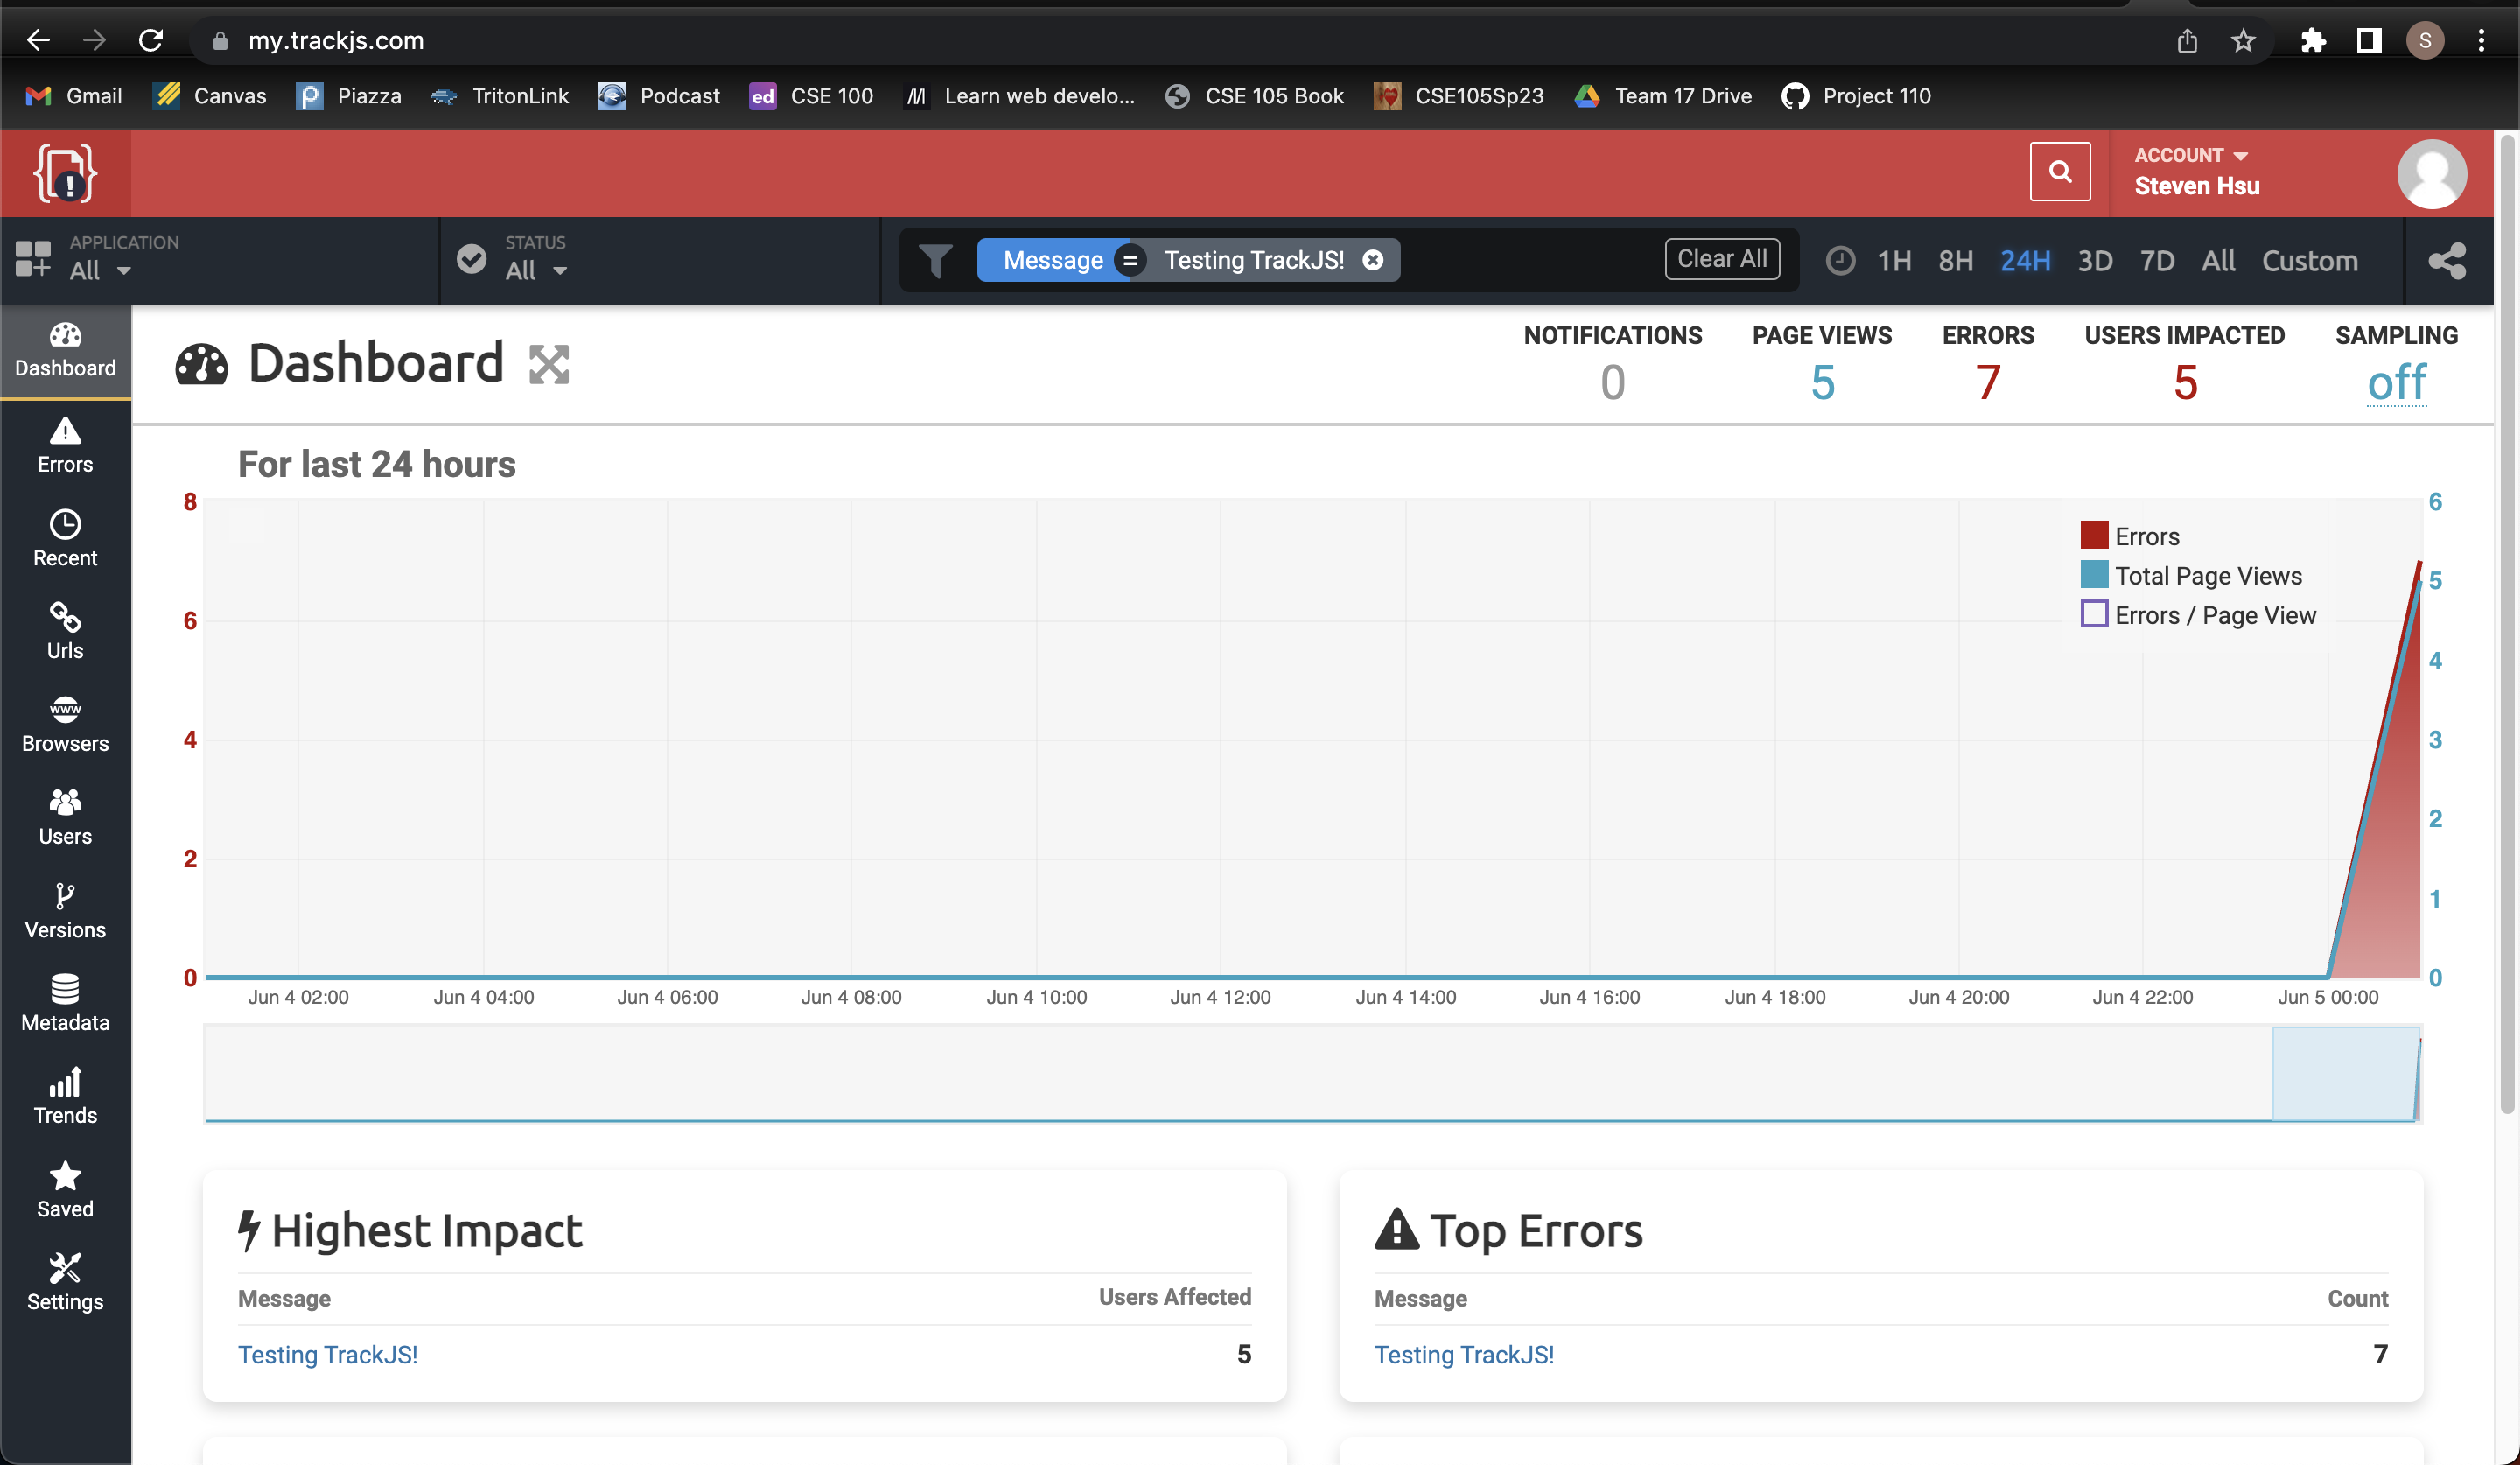 my.trackjs.com
S
Gmail
Canvas
Piazza
TritonLink
Podcast
ed CSE 100
Learn web develo...
CSE 105 Book
CSE105Sp23
Team 17 Drive
Project 110
ACCOUNT
Steven Hsu
APPLICATION
All
STATUS
All
Message = Testing TrackJS!
Clear All
1H 8H 24H 3D 7D All Custom
Dashboard
Errors
Recent
Urls
www
Browsers
Users
Versions
Metadata
Trends
Saved
Settings
Dashboard
NOTIFICATIONS
0
PAGE VIEWS
5
ERRORS
7
USERS IMPACTED
5
SAMPLING
off
For last 24 hours
8
6
4
2
0
Errors
Total Page Views
Errors / Page View
6
5
4
3
2
1
0
Jun 4 02:00
Jun 4 04:00
Jun 4 06:00
Jun 4 08:00
Jun 4 10:00
Jun 4 12:00
Jun 4 14:00
Jun 4 16:00
Jun 4 18:00
Jun 4 20:00
Jun 4 22:00
Jun 5 00:00
Highest Impact
Message Users Affected
Testing TrackJS! 5
Top Errors
Message Count
Testing TrackJS! 7